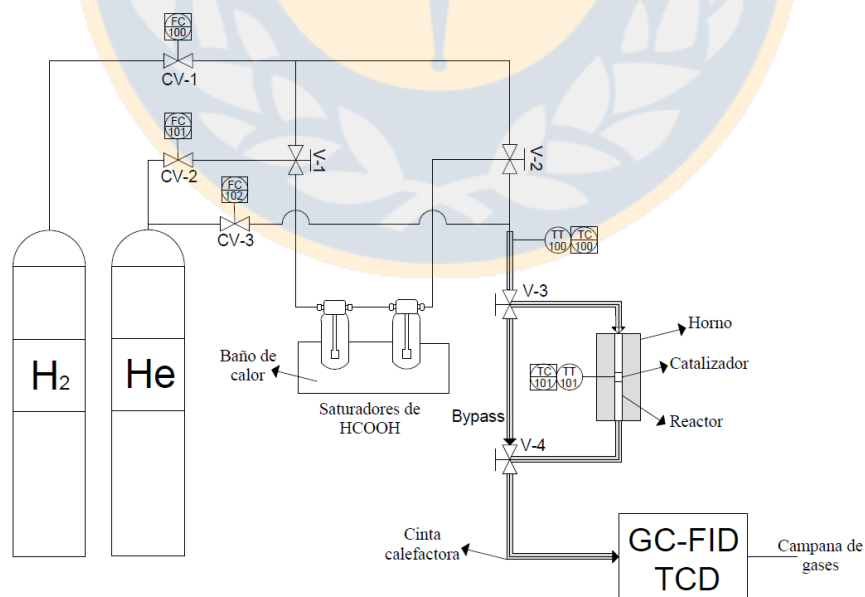 FC
100
CV-1
FC
101
CV-2
V-1
V-2
FC
102
CV-3
TT
100
TC
100
V-3
H2
He
Baño de
calor
Saturadores de
HCOOH
Horno
Catalizador
TC
101
TT
101
Reactor
Bypass
V-4
Cinta
calefactora
GC-FID
TCD
Campana de
gases